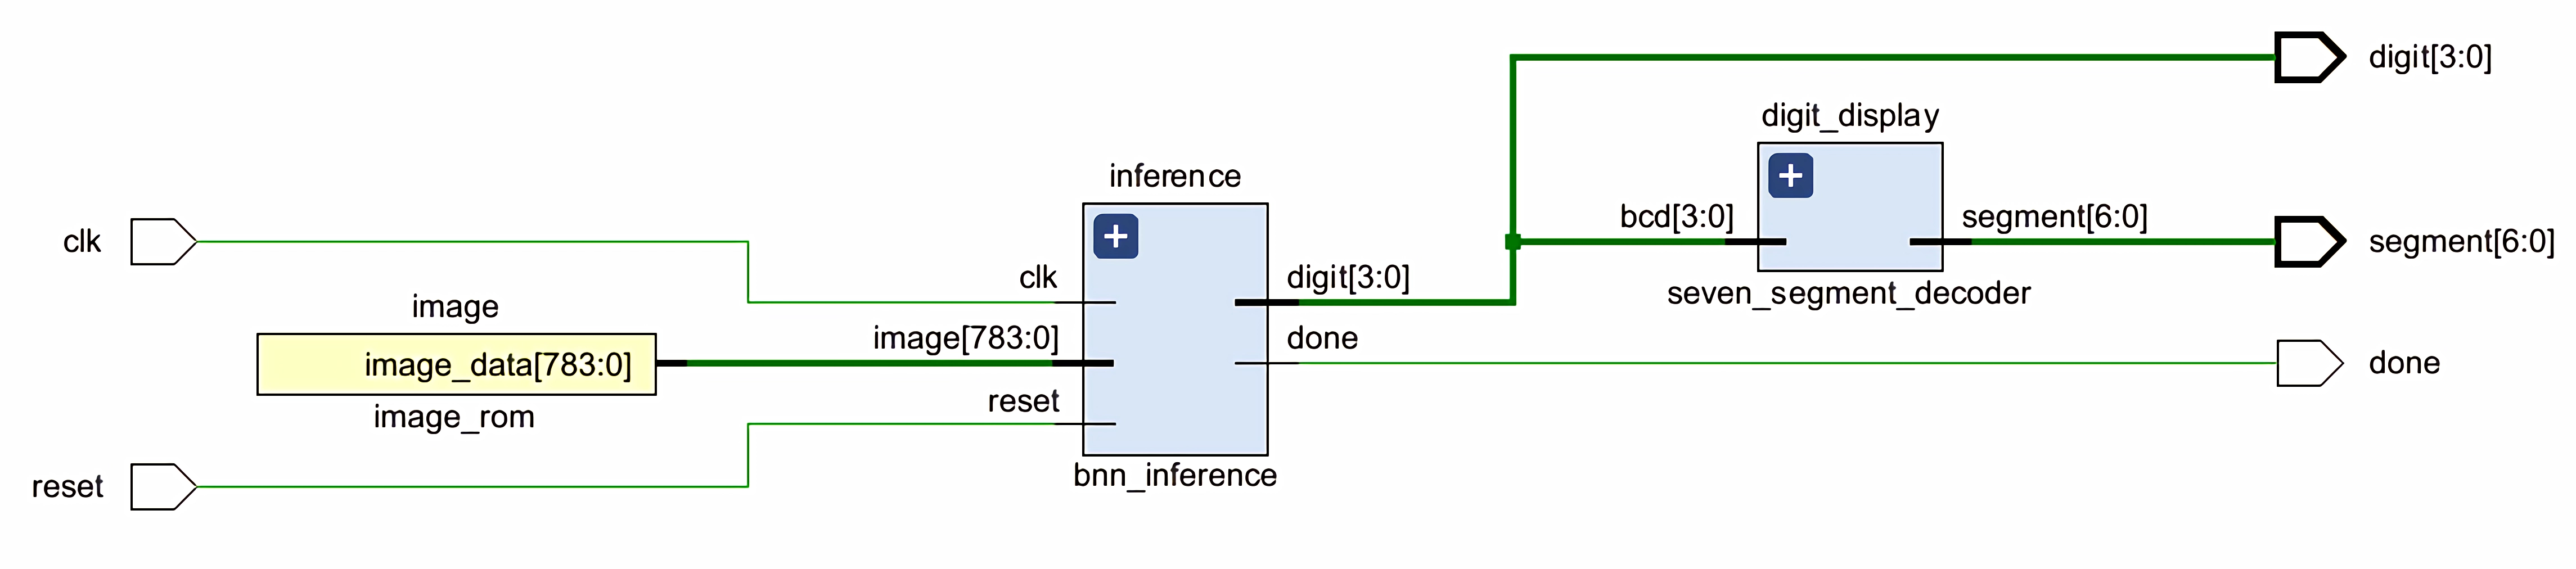 digit[3:0]
digit_display
inference
bcd[3:0]
segment[6:0]
clk
segment[6:0]
clk
digit[3:0]
seven_segment_decoder
image
image[783:0]
done
image_data[783:0]
done
reset
image_rom
bnn_inference
reset